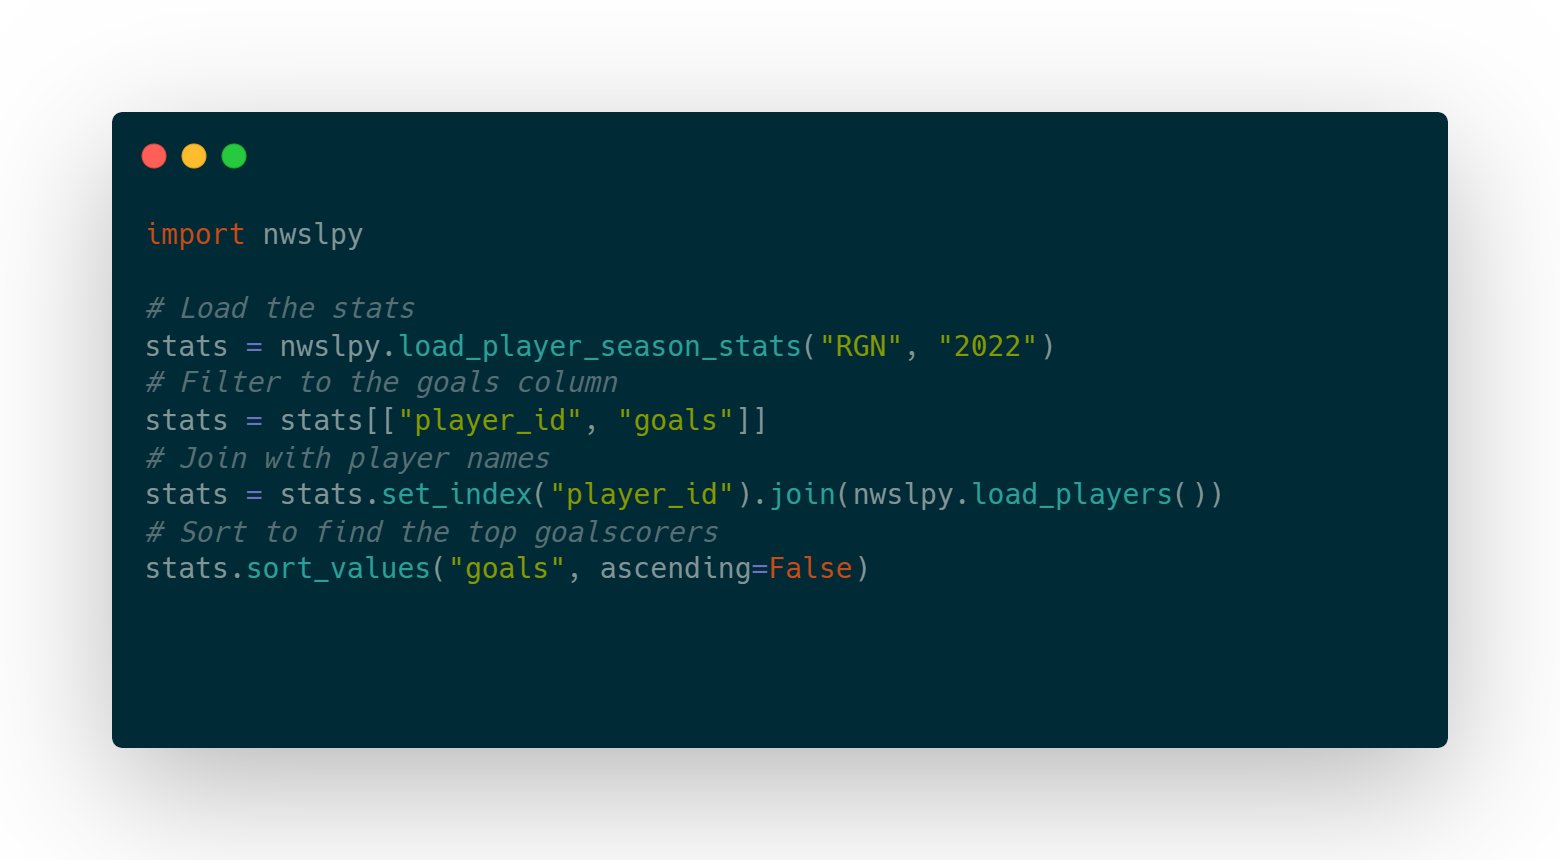 import nwslpy
# Load the stats
stats = nwslpy.load_player_season_stats("RGN", "2022")
# Filter to the goals column
stats = stats[["player_id", "goals"]]
# Join with player names
stats = stats.set_index("player_id").join(nwslpy.load_players())
# Sort to find the top goalscorers
stats.sort_values("goals", ascending=False)